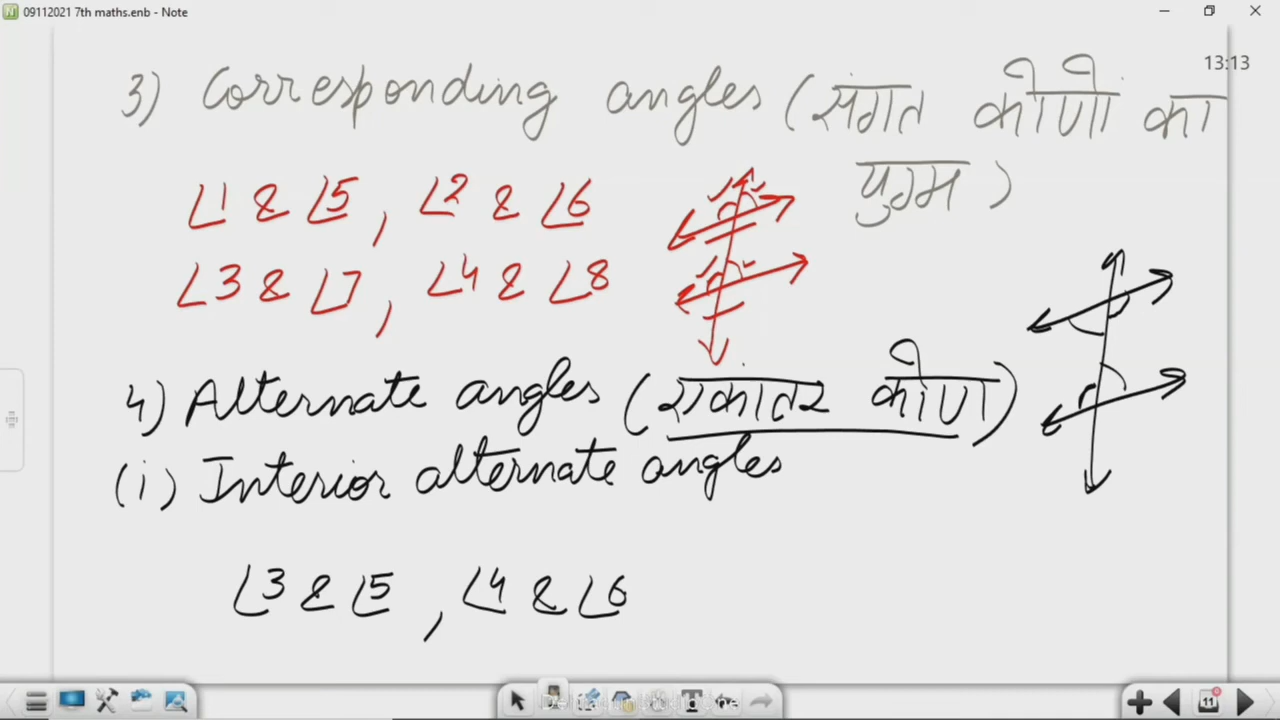 09112021 7th maths.enb - Note
13:13
3) Corresponding angles (संगत कोणों का
युग्म)
∠1 & ∠5, ∠2 & ∠6
∠3 & ∠7, ∠4 & ∠8
4) Alternate angles (एकांतर कोण)
(i) Interior alternate angles
∠3 & ∠5, ∠4 & ∠6
11